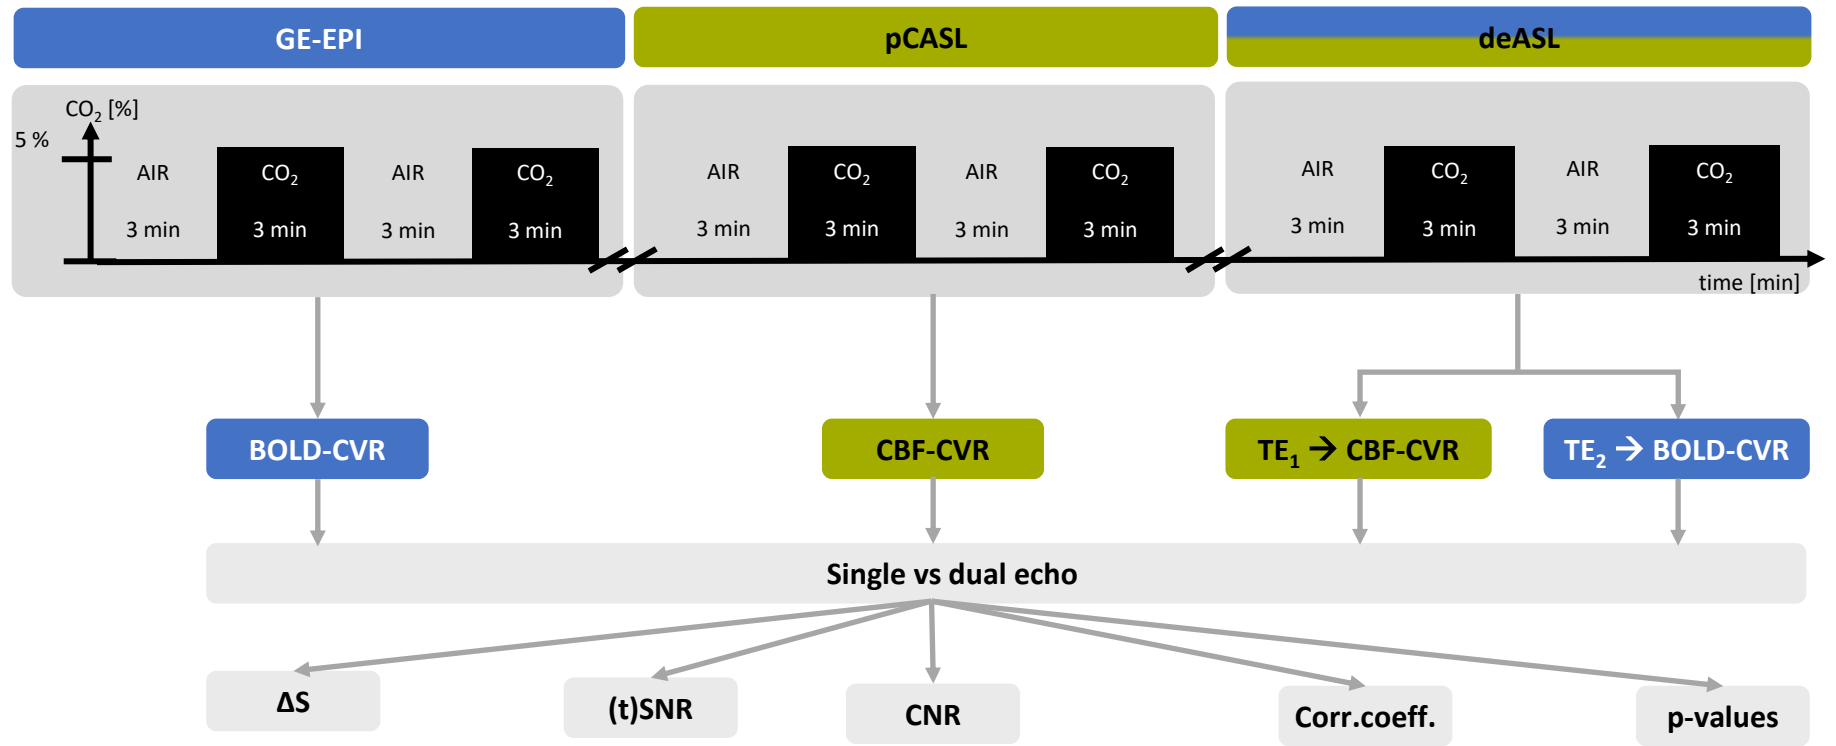 GE-EPI
pCASL
deASL
CO₂ [%]
5 %
AIR
CO₂
AIR
CO₂
3 min
3 min
3 min
3 min
AIR
CO₂
AIR
CO₂
3 min
3 min
3 min
3 min
AIR
CO₂
AIR
CO₂
3 min
3 min
3 min
3 min
time [min]
BOLD-CVR
CBF-CVR
TE₁ → CBF-CVR
TE₂ → BOLD-CVR
Single vs dual echo
ΔS
(t)SNR
CNR
Corr.coeff.
p-values